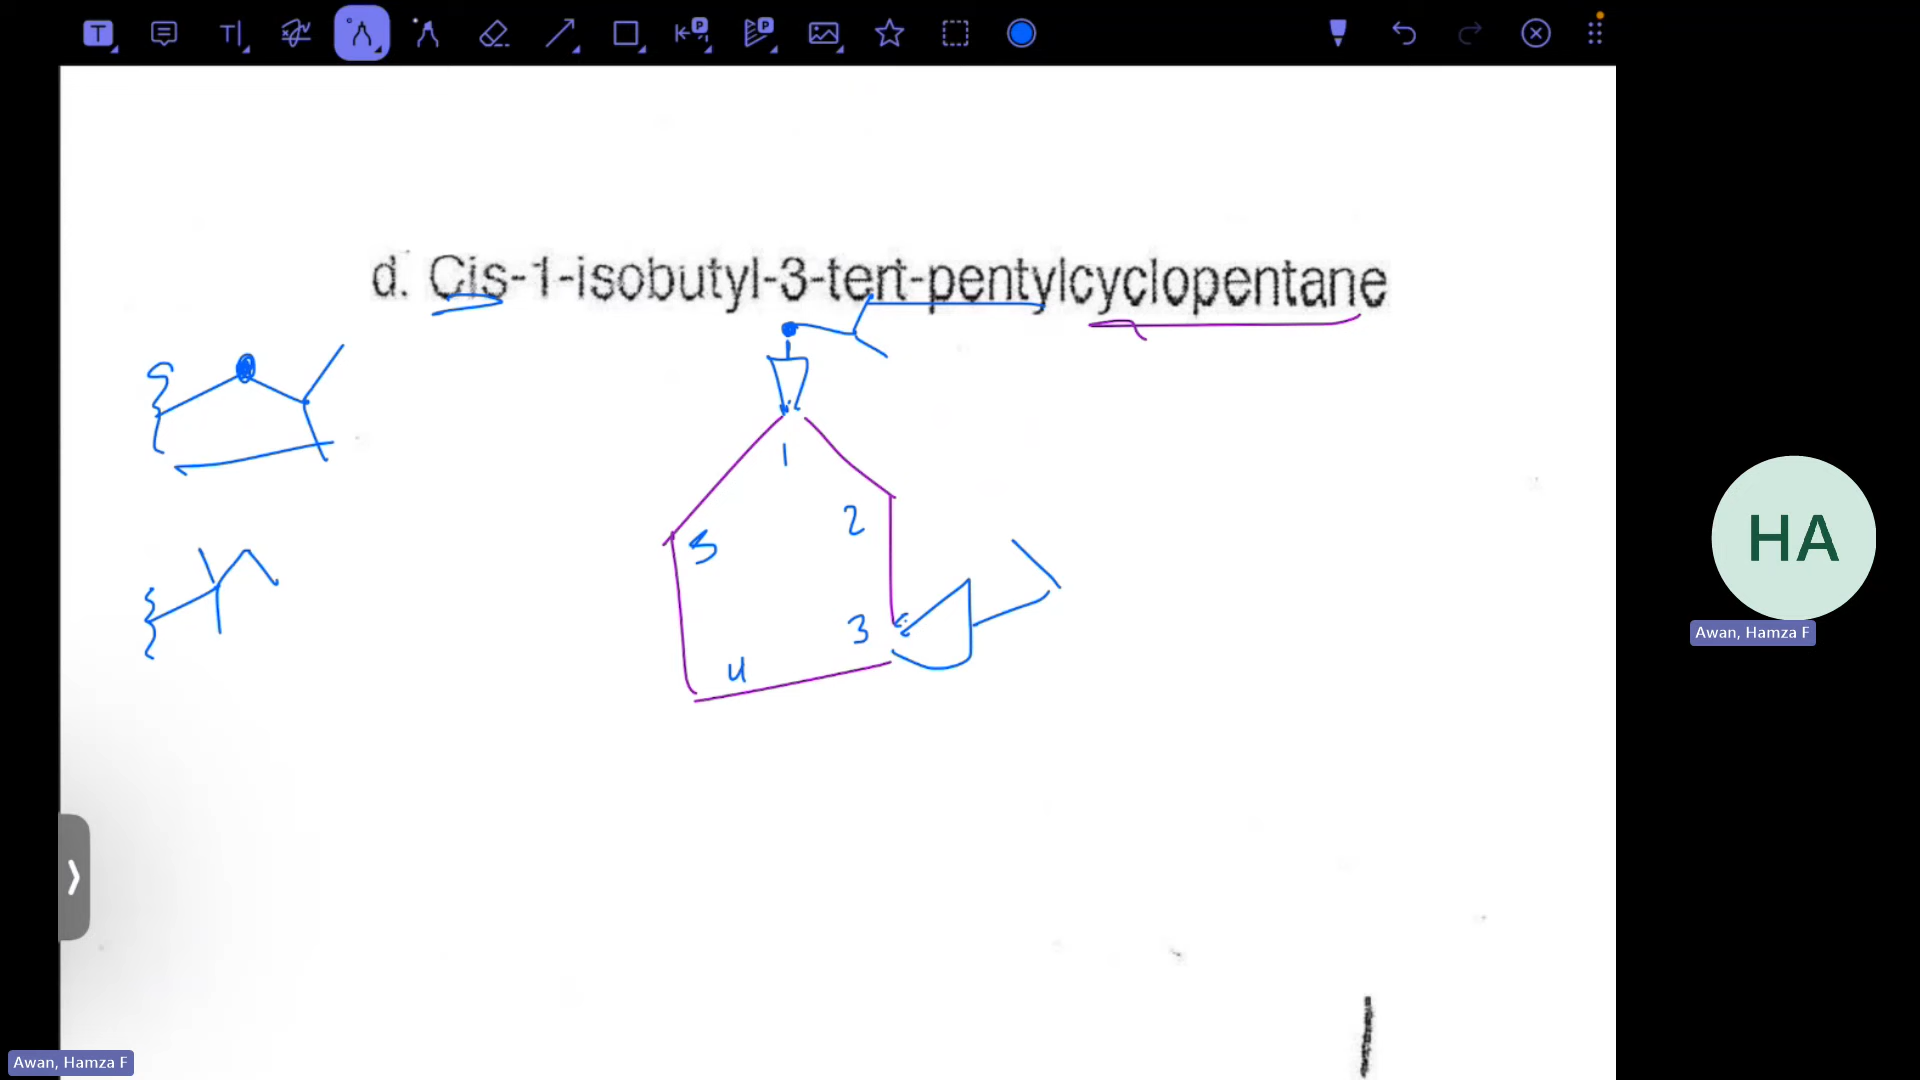 d. Cis-1-isobutyl-3-tert-pentylcyclopentane
1
2
5
3
4
HA
Awan, Hamza F
Awan, Hamza F